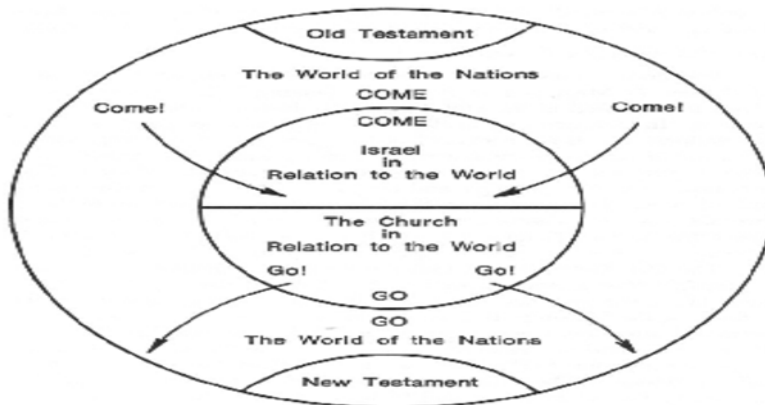 Old Testament
The World of the Nations
COME
Come!
Come!
COME
Israel
in
Relation to the World
The Church
in
Relation to the World
Go!
Go!
GO
GO
The World of the Nations
New Testament